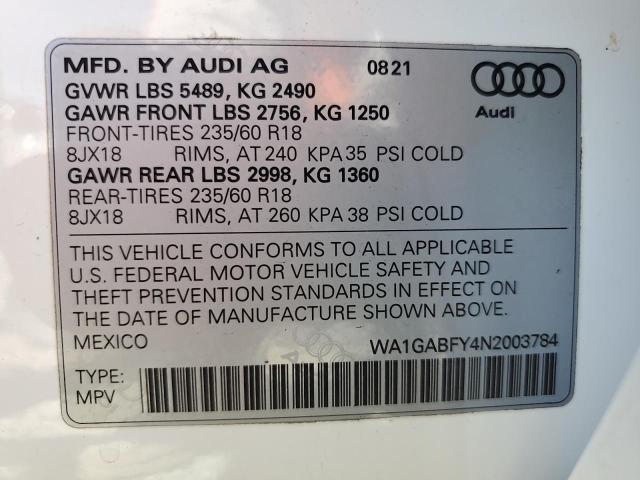 MFD. BY AUDI AG 0821
GVWR LBS 5489, KG 2490
GAWR FRONT LBS 2756, KG 1250
Audi
FRONT-TIRES 235/60 R18
8JX18 RIMS, AT 240 KPA 35 PSI COLD
GAWR REAR LBS 2998, KG 1360
REAR-TIRES 235/60 R18
8JX18 RIMS, AT 260 KPA 38 PSI COLD
THIS VEHICLE CONFORMS TO ALL APPLICABLE
U.S. FEDERAL MOTOR VEHICLE SAFETY AND
THEFT PREVENTION STANDARDS IN EFFECT ON
THE DATE OF MANUFACTURE SHOWN ABOVE.
MEXICO WA1GABFY4N2003784
TYPE:
MPV